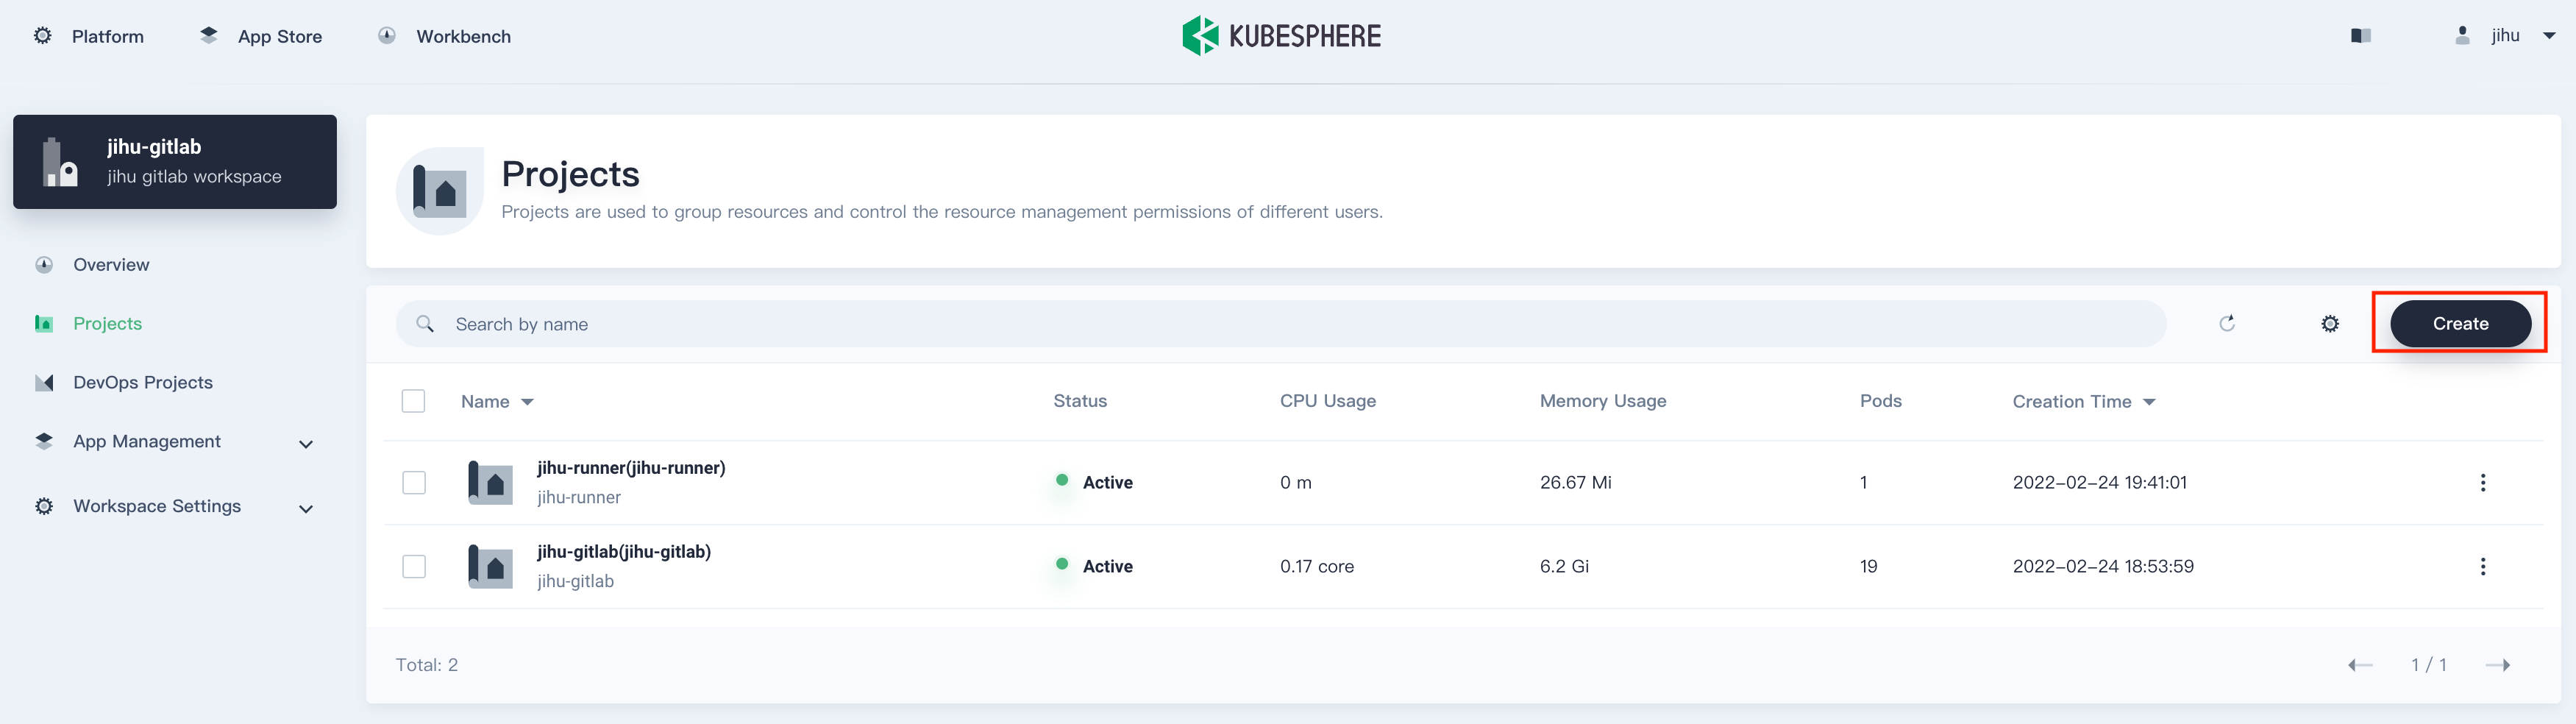 Platform
App Store
Workbench
KUBESPHERE
jihu
jihu-gitlab
jihu gitlab workspace
Overview
Projects
DevOps Projects
App Management
Workspace Settings
Projects
Projects are used to group resources and control the resource management permissions of different users.
Search by name
Create
Name Status CPU Usage Memory Usage Pods Creation Time
jihu-runner(jihu-runner)
jihu-runner
Active 0 m 26.67 Mi 1 2022-02-24 19:41:01
jihu-gitlab(jihu-gitlab)
jihu-gitlab
Active 0.17 core 6.2 Gi 19 2022-02-24 18:53:59
Total: 2
1 / 1